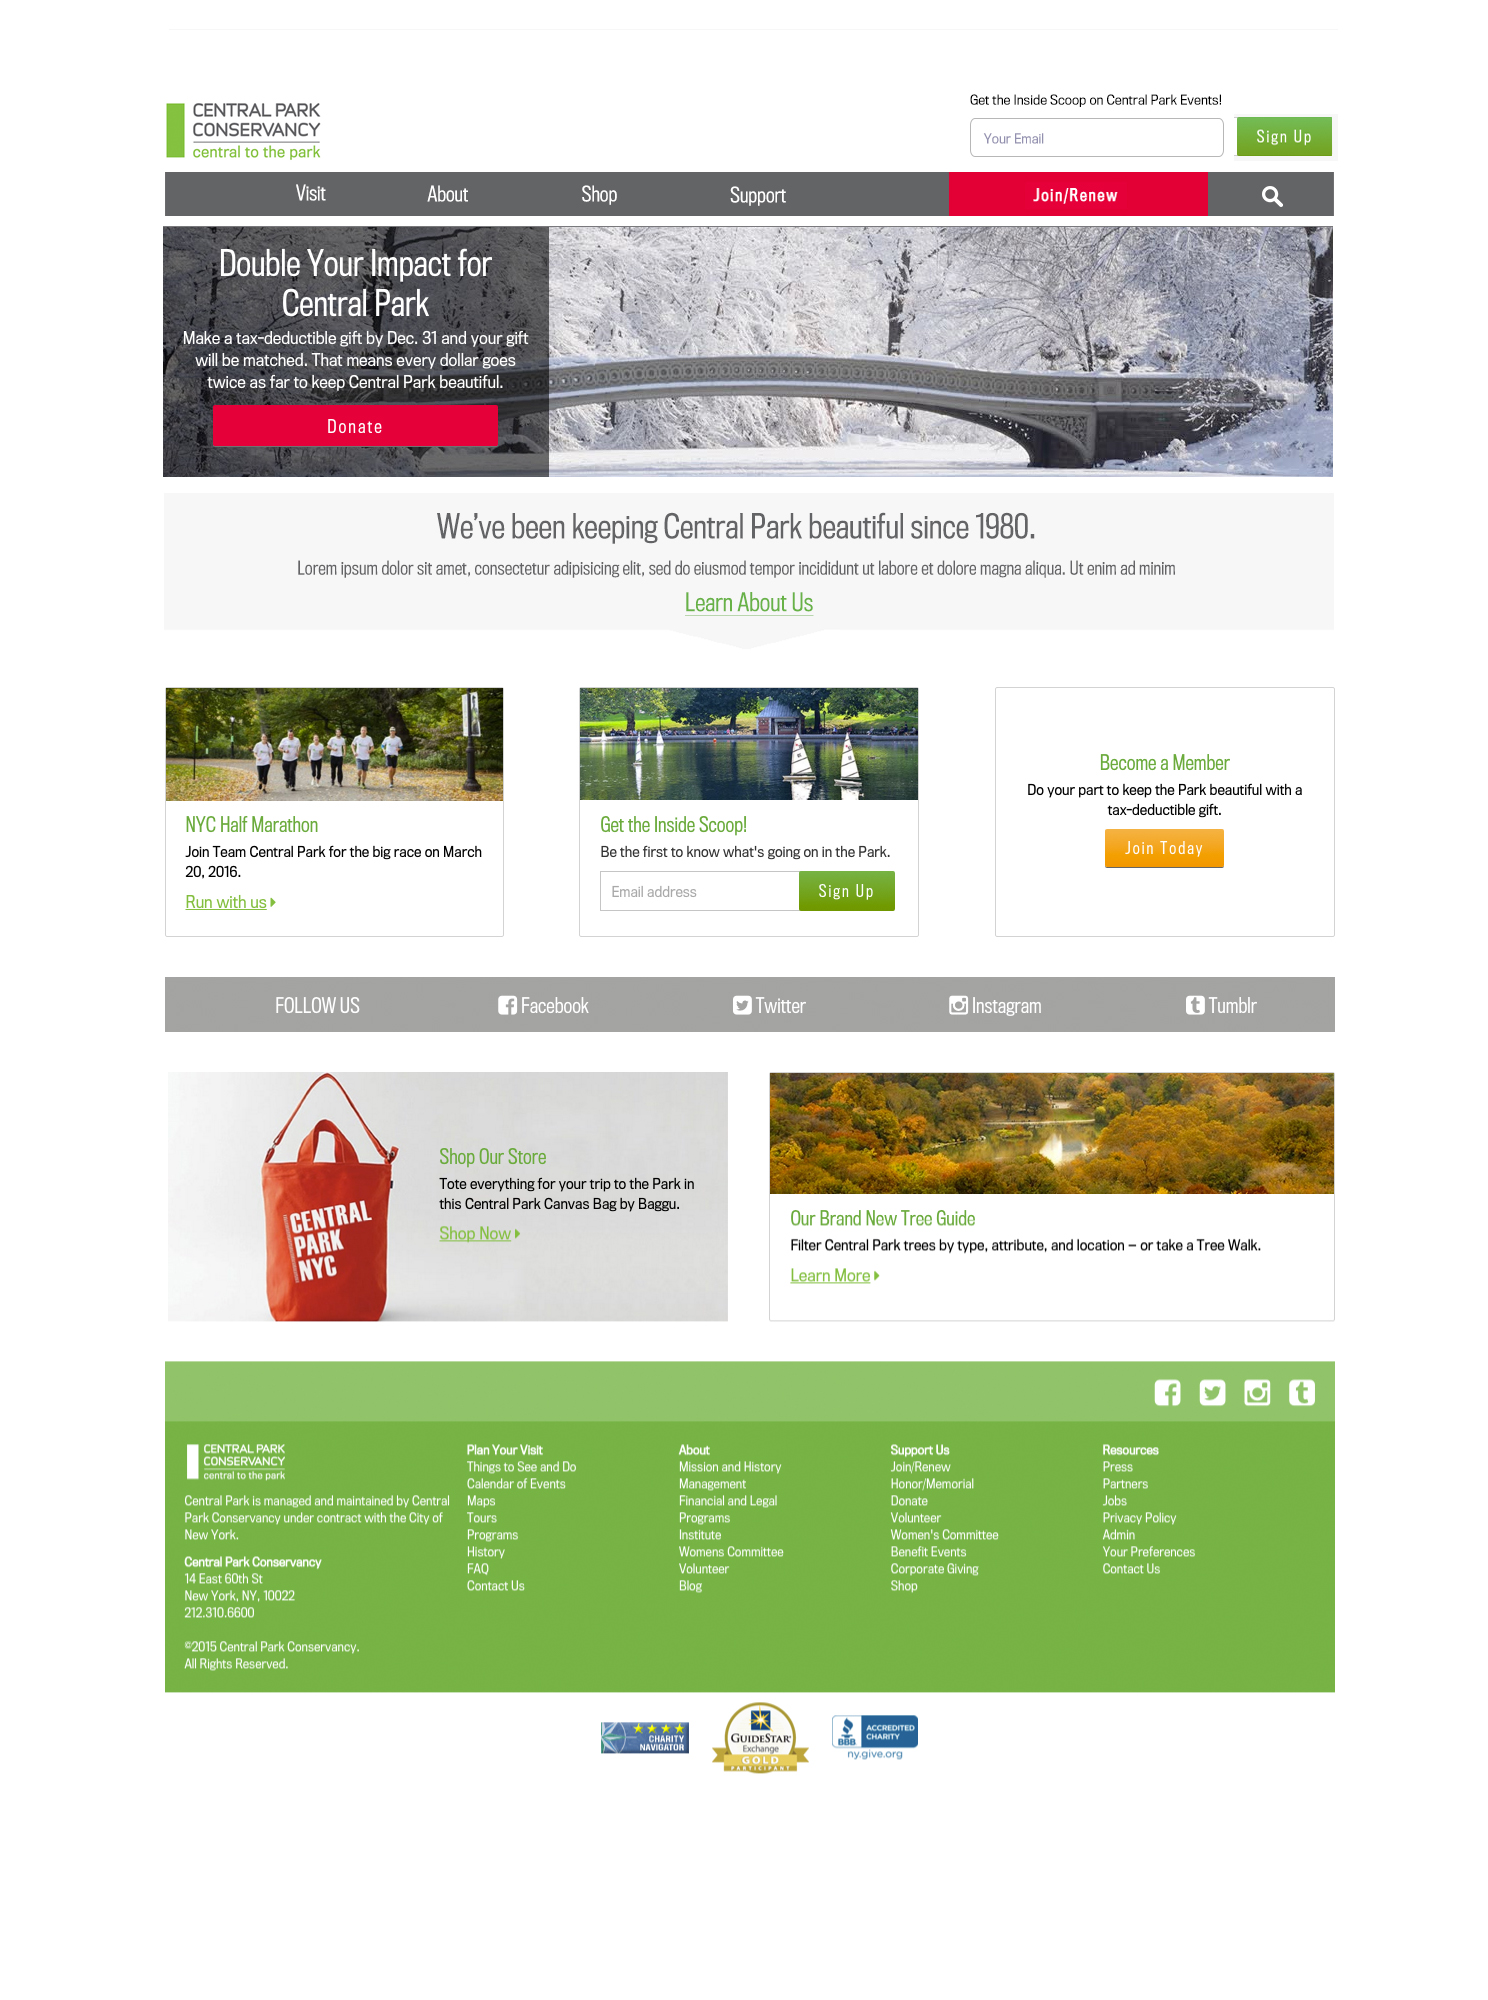 CENTRAL PARK
CONSERVANCY
central to the park
Get the Inside Scoop on Central Park Events!
Your Email
Sign Up
Visit
About
Shop
Support
Join/Renew
Double Your Impact for
Central Park
Make a tax-deductible gift by Dec. 31 and your gift
will be matched. That means every dollar goes
twice as far to keep Central Park beautiful.
Donate
We've been keeping Central Park beautiful since 1980.
Lorem ipsum dolor sit amet, consectetur adipisicing elit, sed do eiusmod tempor incididunt ut labore et dolore magna aliqua. Ut enim ad minim
Learn About Us
NYC Half Marathon
Join Team Central Park for the big race on March
20, 2016.
Run with us
Get the Inside Scoop!
Be the first to know what's going on in the Park.
Email address
Sign Up
Become a Member
Do your part to keep the Park beautiful with a
tax-deductible gift.
Join Today
FOLLOW US
Facebook
Twitter
Instagram
Tumblr
CENTRAL
PARK
NYC
Shop Our Store
Tote everything for your trip to the Park in
this Central Park Canvas Bag by Baggu.
Shop Now
Our Brand New Tree Guide
Filter Central Park trees by type, attribute, and location – or take a Tree Walk.
Learn More
CENTRAL PARK
CONSERVANCY
central to the park
Central Park is managed and maintained by Central
Park Conservancy under contract with the City of
New York.
Central Park Conservancy
14 East 60th St
New York, NY, 10022
212.310.6600
©2015 Central Park Conservancy.
All Rights Reserved.
Plan Your Visit
Things to See and Do
Calendar of Events
Maps
Tours
Programs
History
FAQ
Contact Us
About
Mission and History
Management
Financial and Legal
Programs
Institute
Womens Committee
Volunteer
Blog
Support Us
Join/Renew
Honor/Memorial
Donate
Volunteer
Women's Committee
Benefit Events
Corporate Giving
Shop
Resources
Press
Partners
Jobs
Privacy Policy
Admin
Your Preferences
Contact Us
CHARITY
NAVIGATOR
GUIDESTAR
Exchange
GOLD
PARTICIPANT
BBB
ACCREDITED
CHARITY
ny.give.org